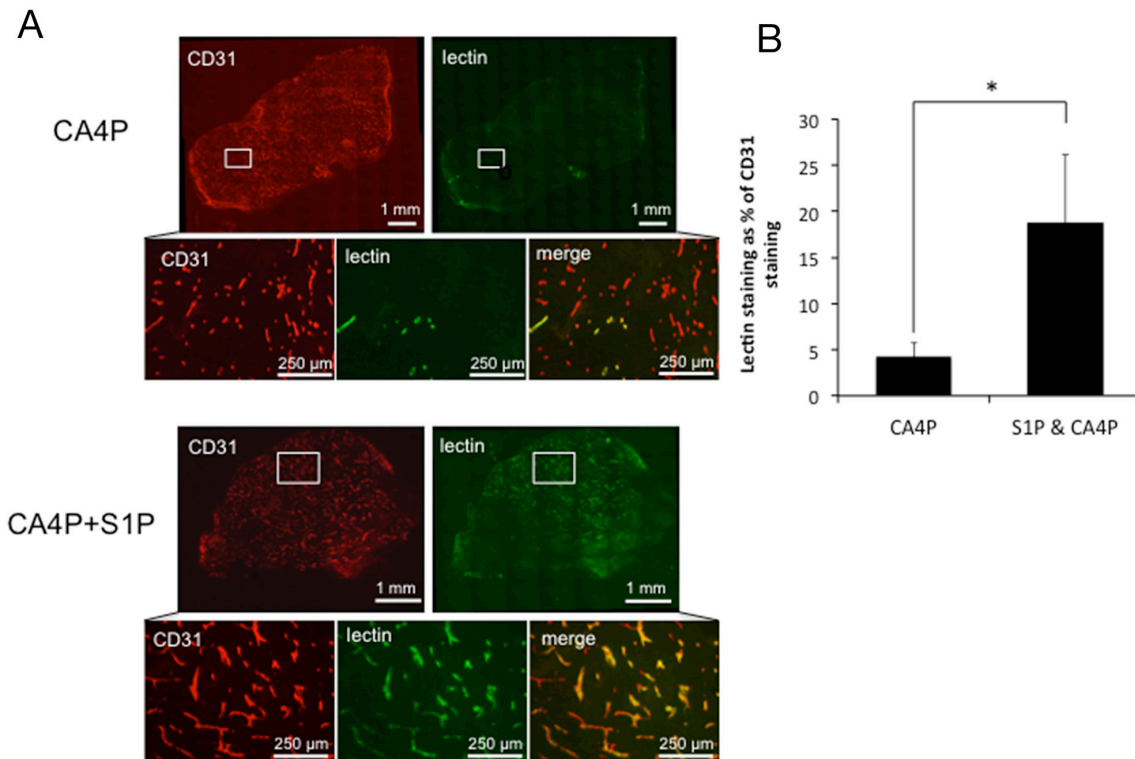 A
CA4P
CD31
lectin
1 mm
1 mm
CD31
lectin
merge
250 µm
250 µm
250 µm
CA4P+S1P
CD31
lectin
1 mm
1 mm
CD31
lectin
merge
250 µm
250 µm
250 µm
B
*
Lectin staining as % of CD31
staining
30
25
20
15
10
5
0
CA4P
S1P & CA4P